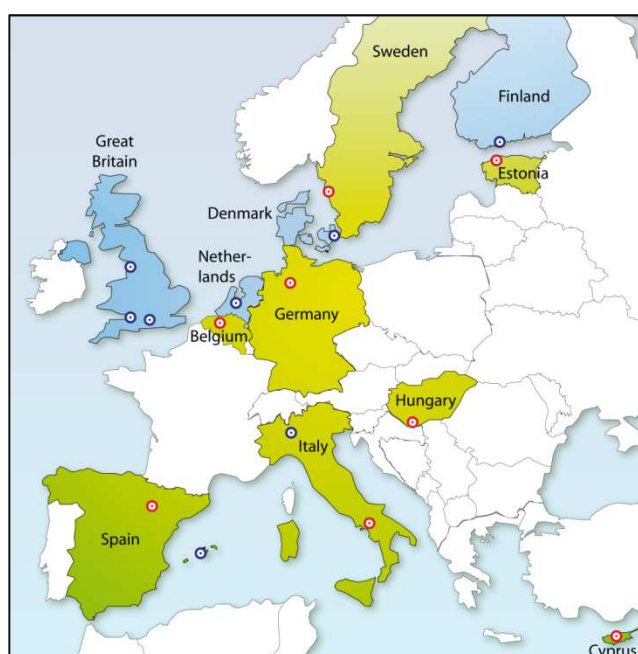 Sweden
Finland
Great
Britain
Estonia
Denmark
Nether-
lands
Germany
Belgium
Hungary
Italy
Spain
Cyprus